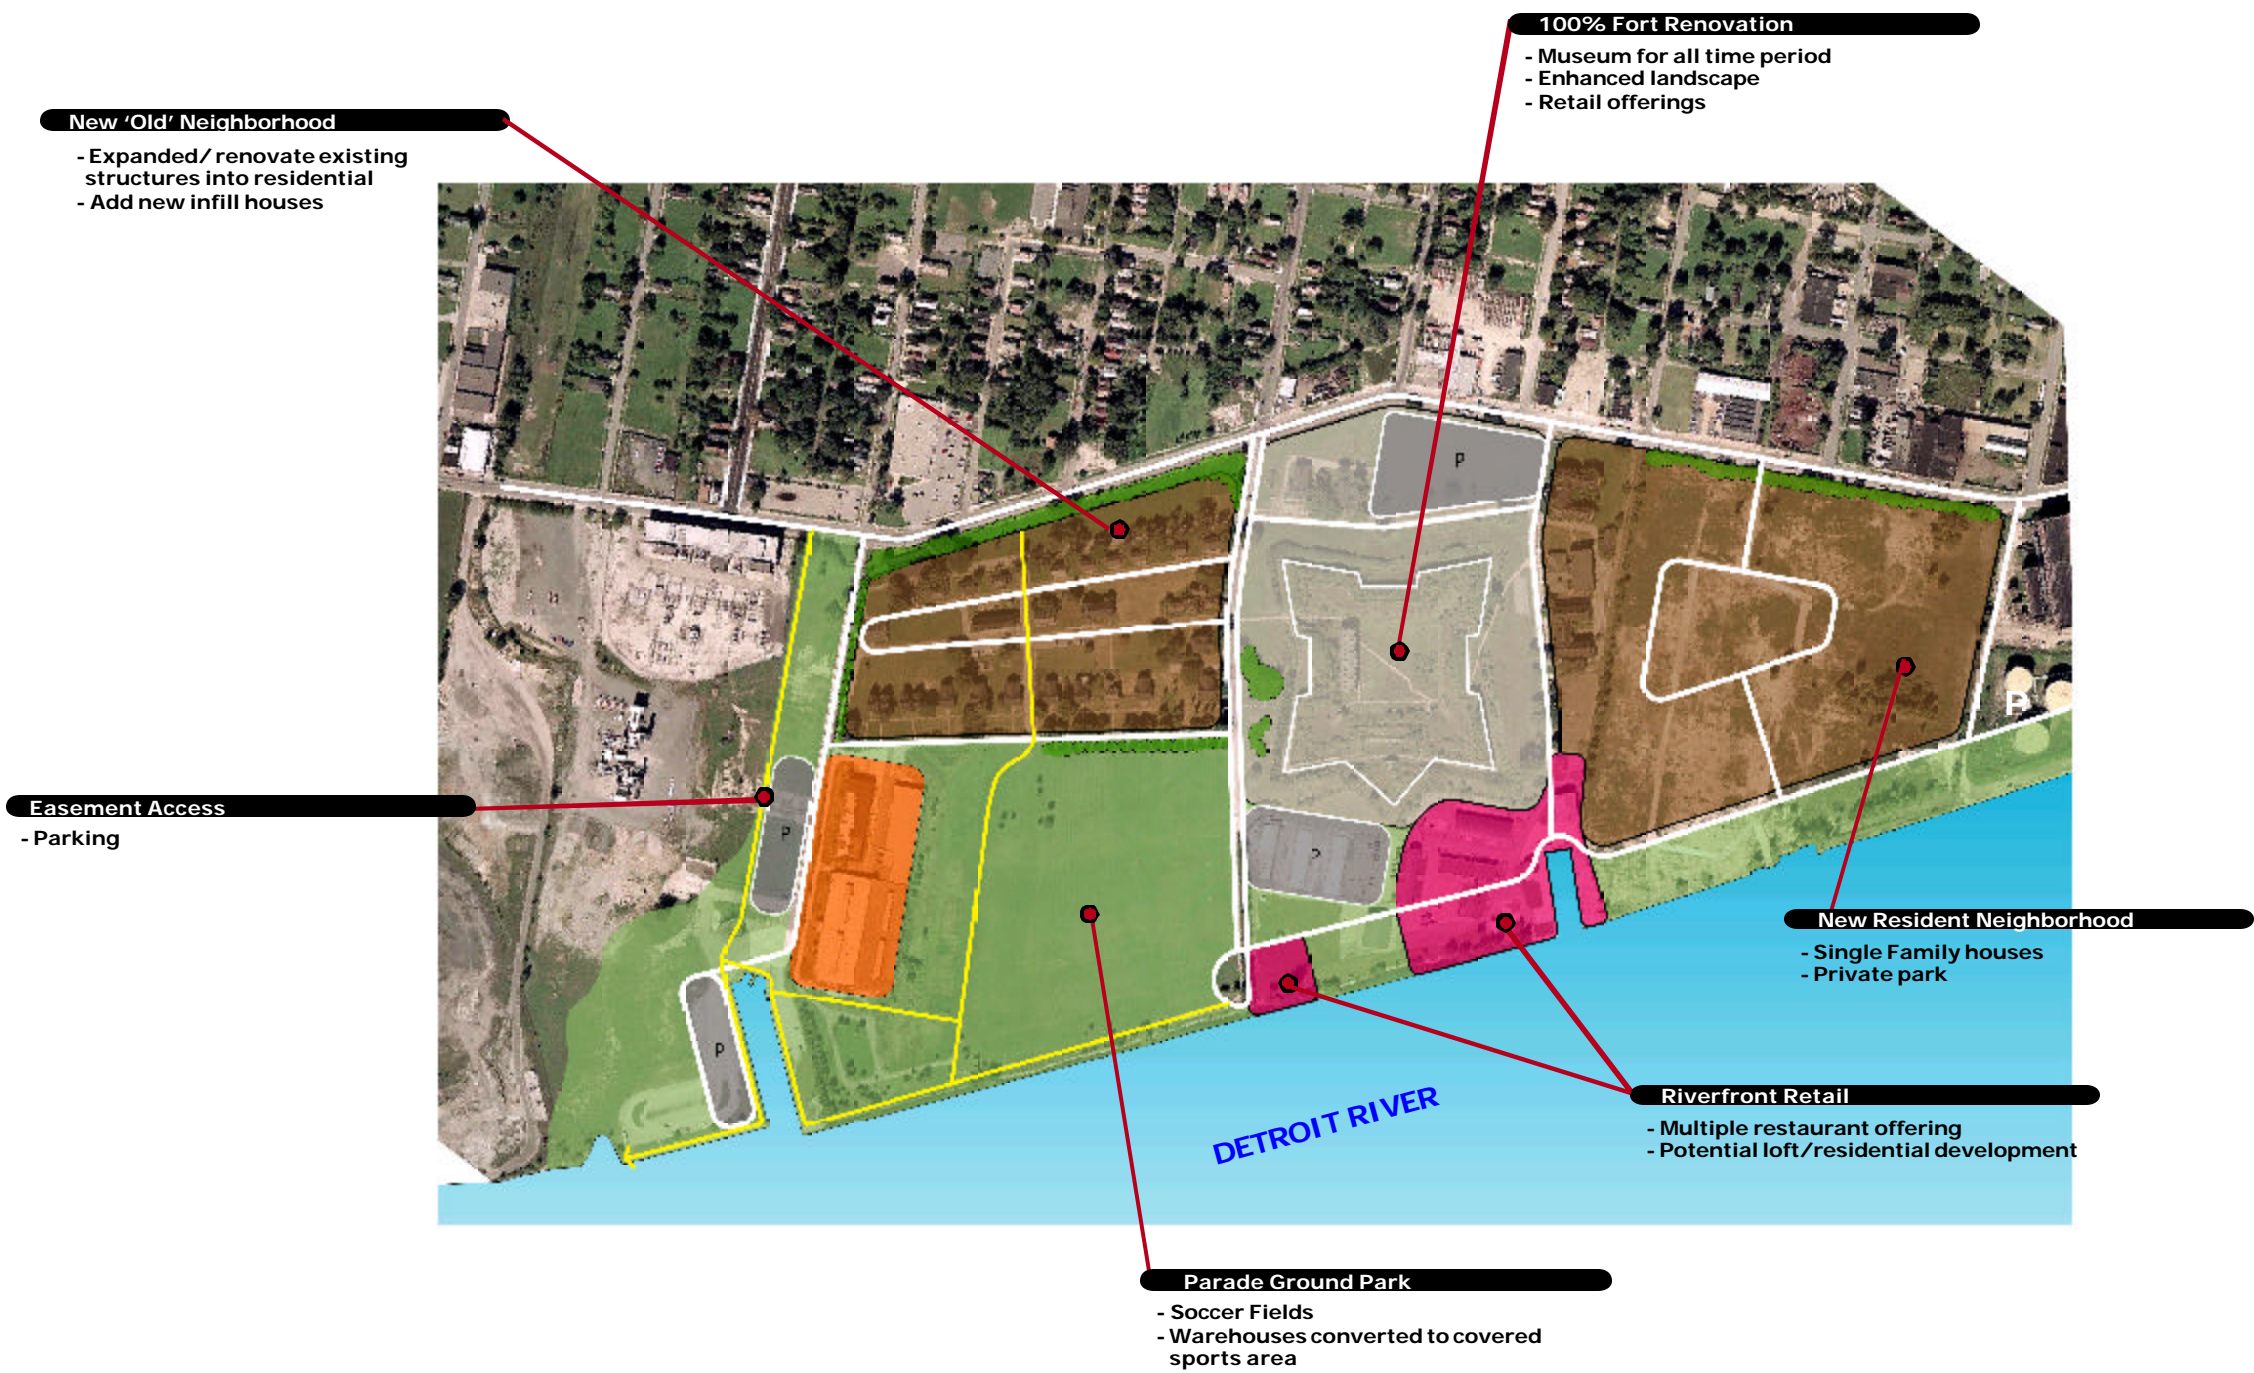 100% Fort Renovation
- Museum for all time period
- Enhanced landscape
- Retail offerings
New ‘Old’ Neighborhood
- Expanded/ renovate existing
structures into residential
- Add new infill houses
P
P
Easement Access
- Parking
P
P
P
New Resident Neighborhood
- Single Family houses
- Private park
DETROIT RIVER
Riverfront Retail
- Multiple restaurant offering
- Potential loft/residential development
Parade Ground Park
- Soccer Fields
- Warehouses converted to covered
sports area